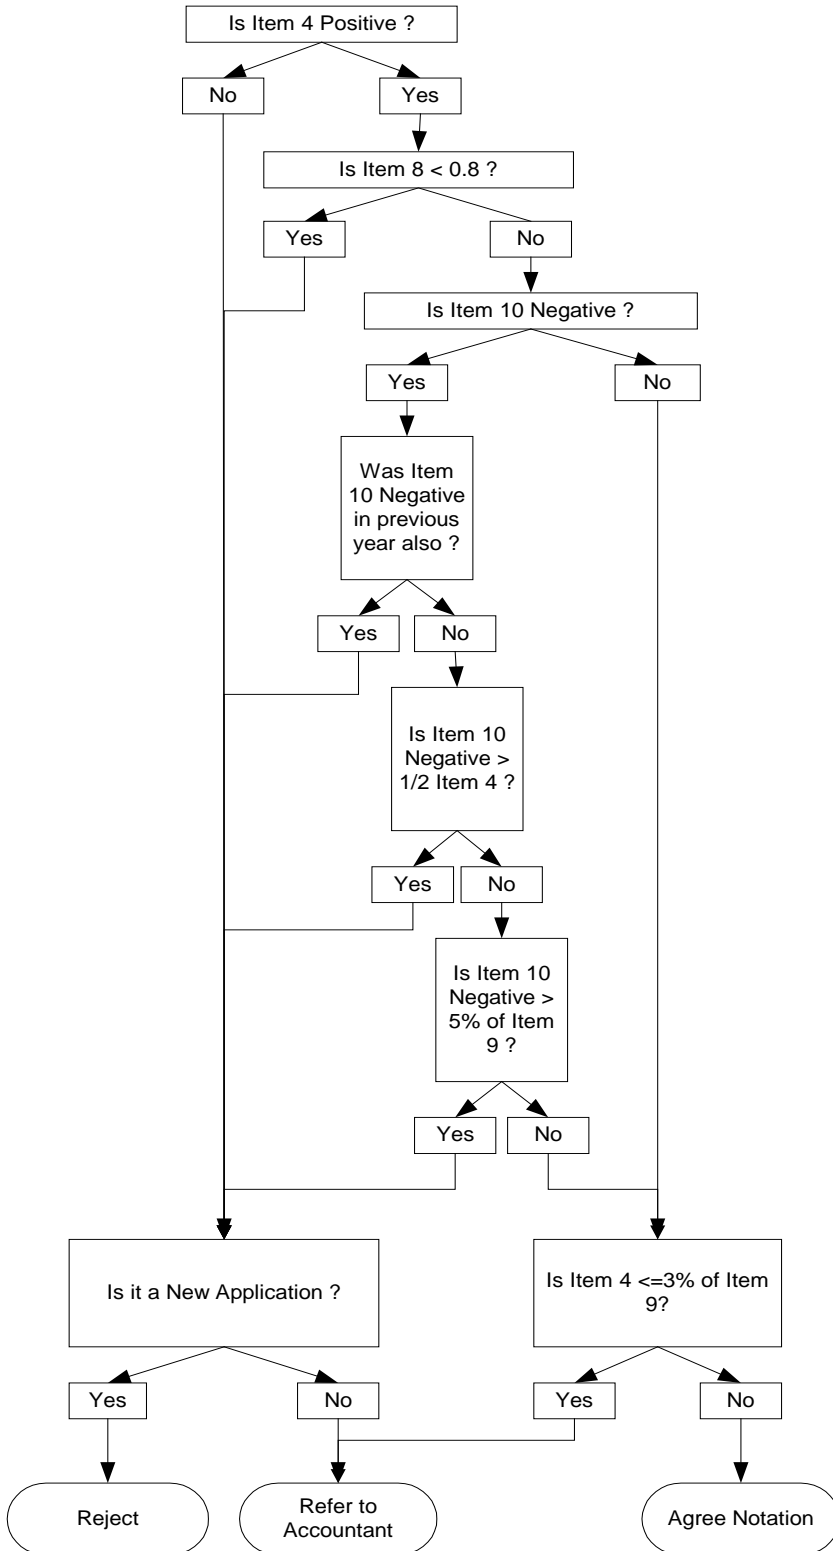 Is Item 4 Positive ?
No
Yes
Is Item 8 < 0.8 ?
Yes
No
Is Item 10 Negative ?
Yes
No
Was Item
10 Negative
in previous
year also ?
Yes
No
Is Item 10
Negative >
1/2 Item 4 ?
Yes
No
Is Item 10
Negative >
5% of Item
9 ?
Yes
No
Is it a New Application ?
Is Item 4 <=3% of Item
9?
Yes
No
Yes
No
Reject
Refer to
Accountant
Agree Notation